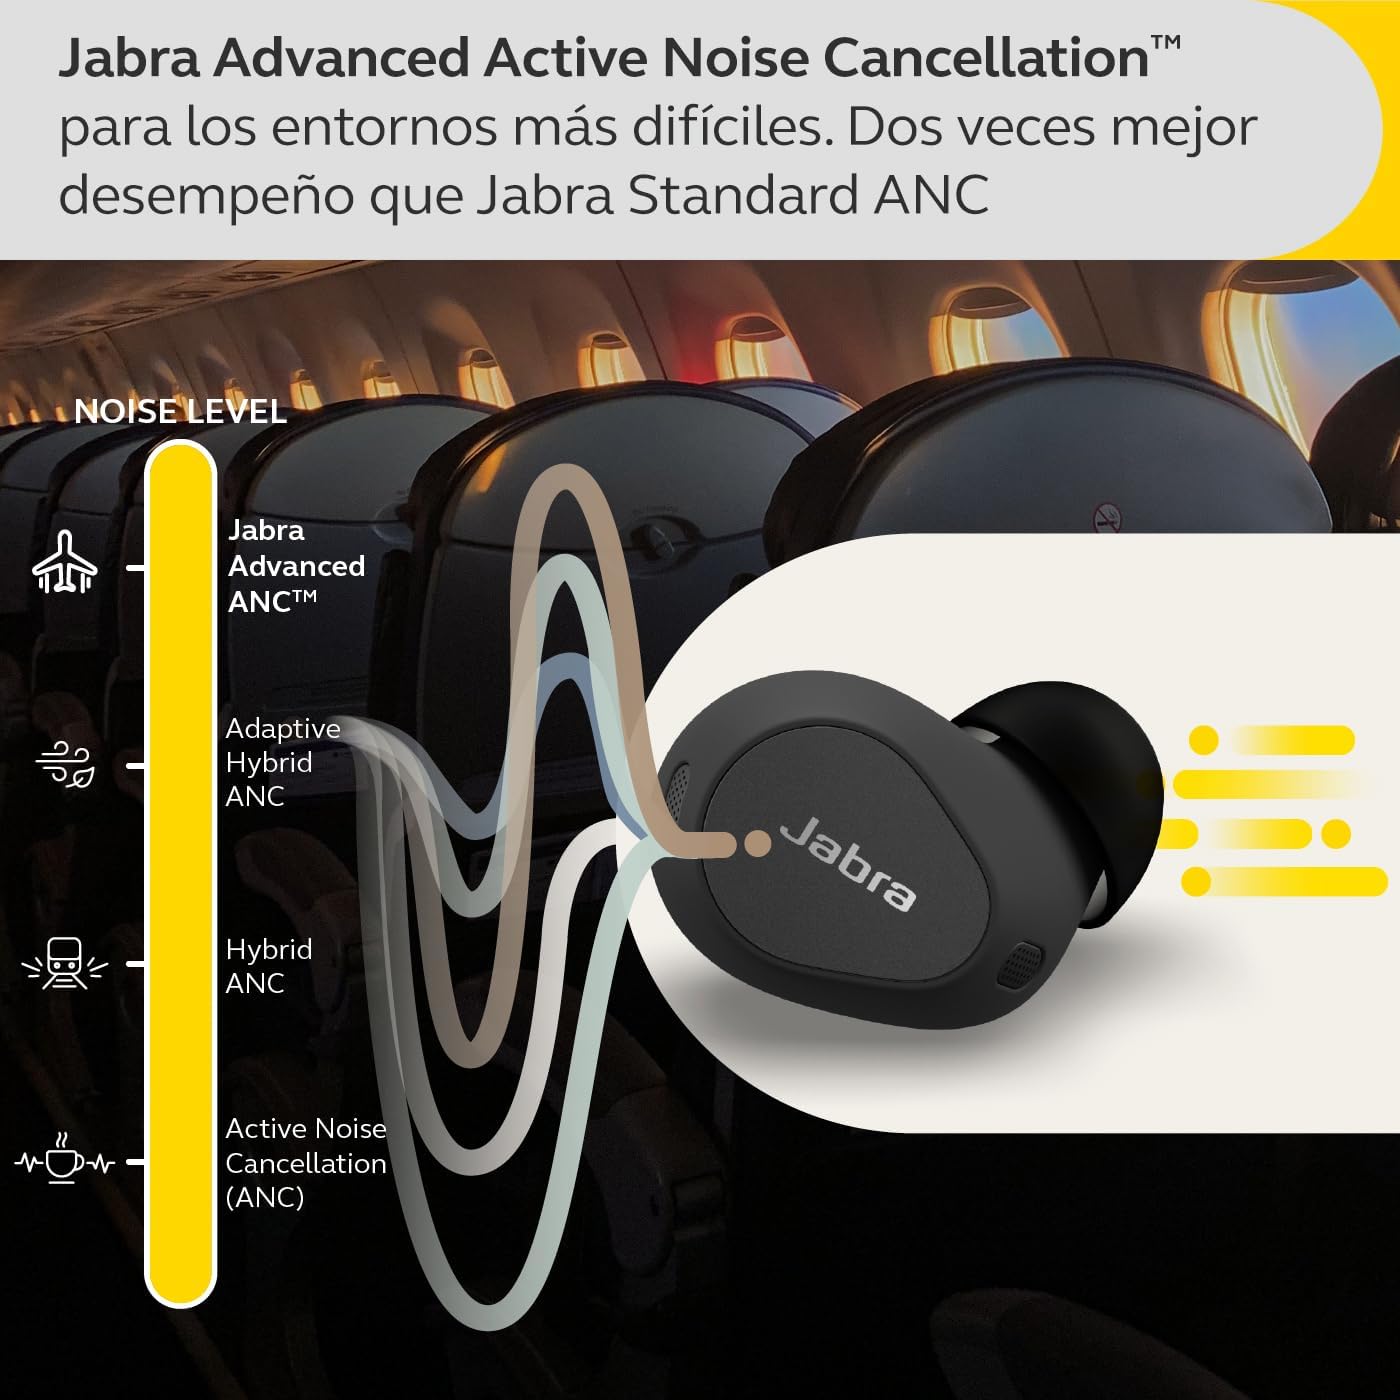 Jabra Advanced Active Noise Cancellation™
para los entornos más difíciles. Dos veces mejor
desempeño que Jabra Standard ANC
NOISE LEVEL
Jabra
Advanced
ANC™
Adaptive
Hybrid
ANC
Hybrid
ANC
Active Noise
Cancellation
(ANC)
Jabra